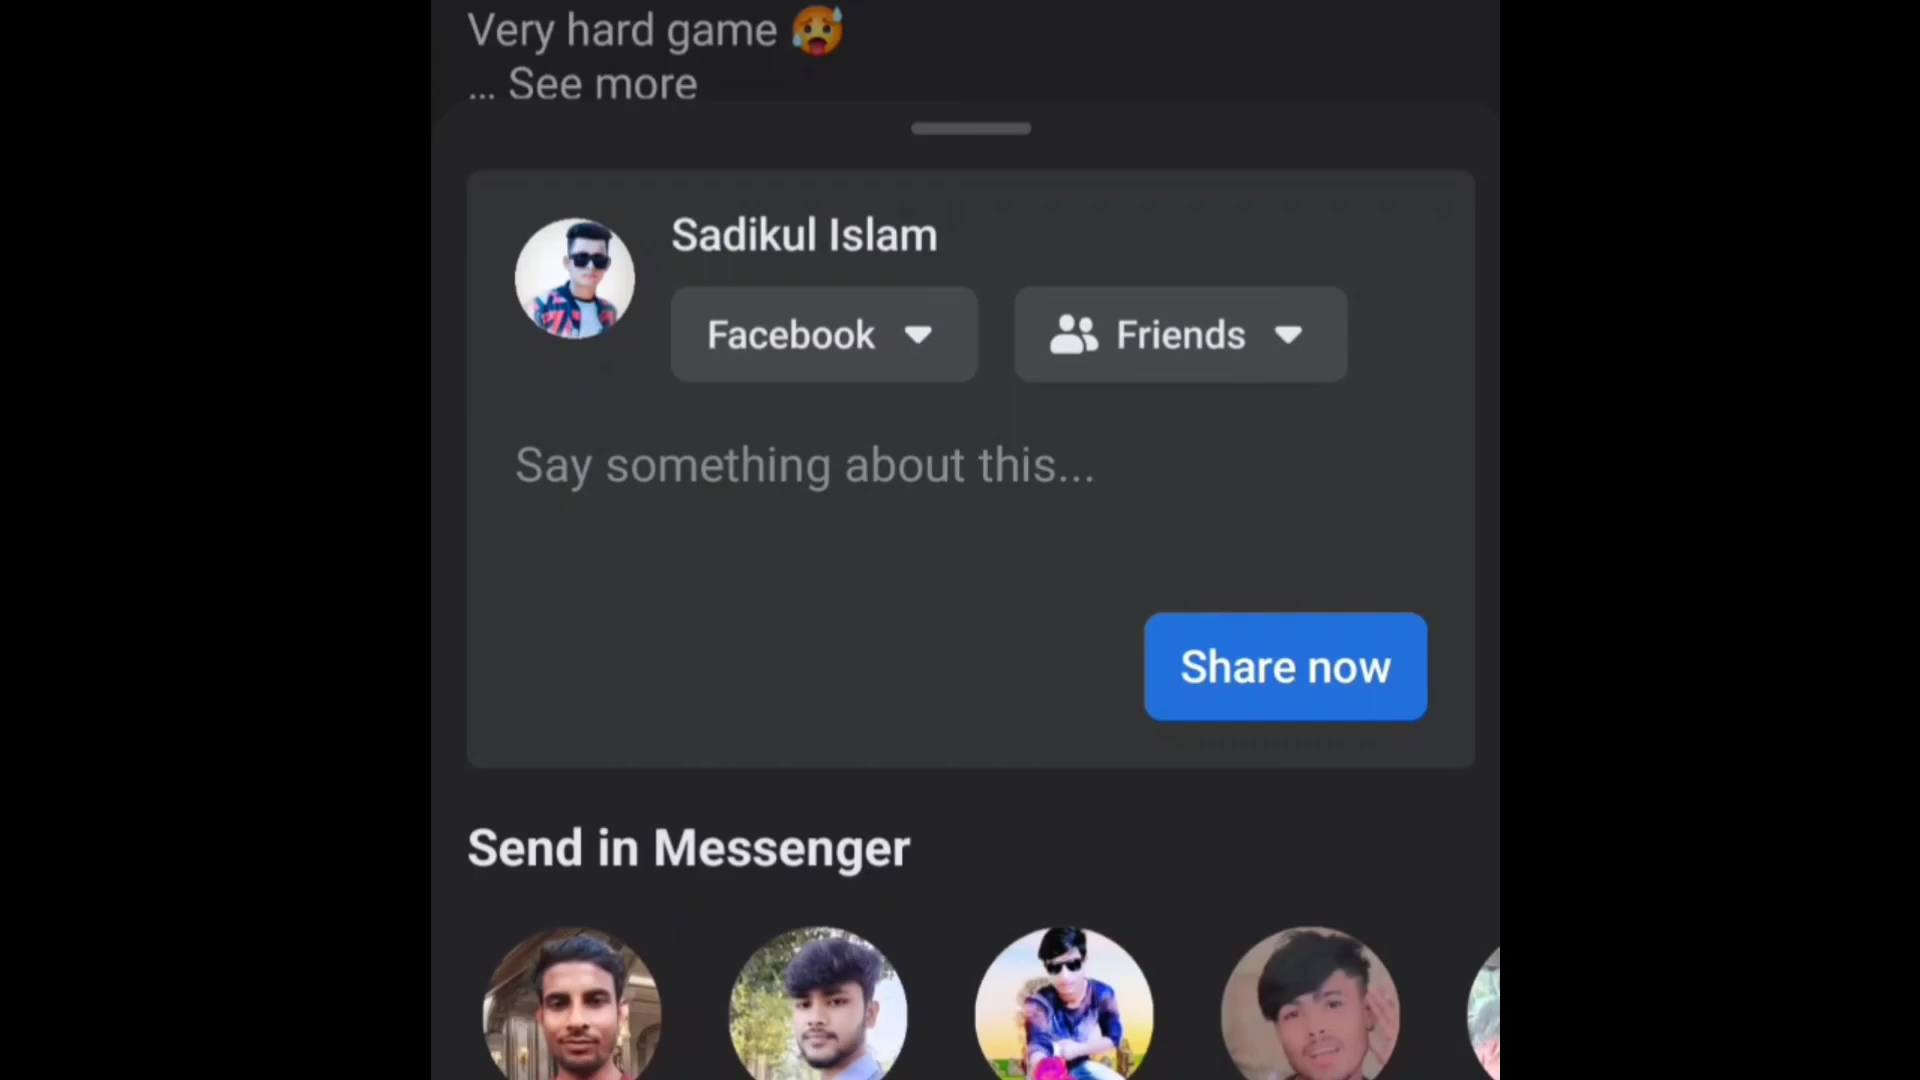 Very hard game 🥵
... See more
Sadikul Islam
Facebook
Friends
Say something about this...
Share now
Send in Messenger